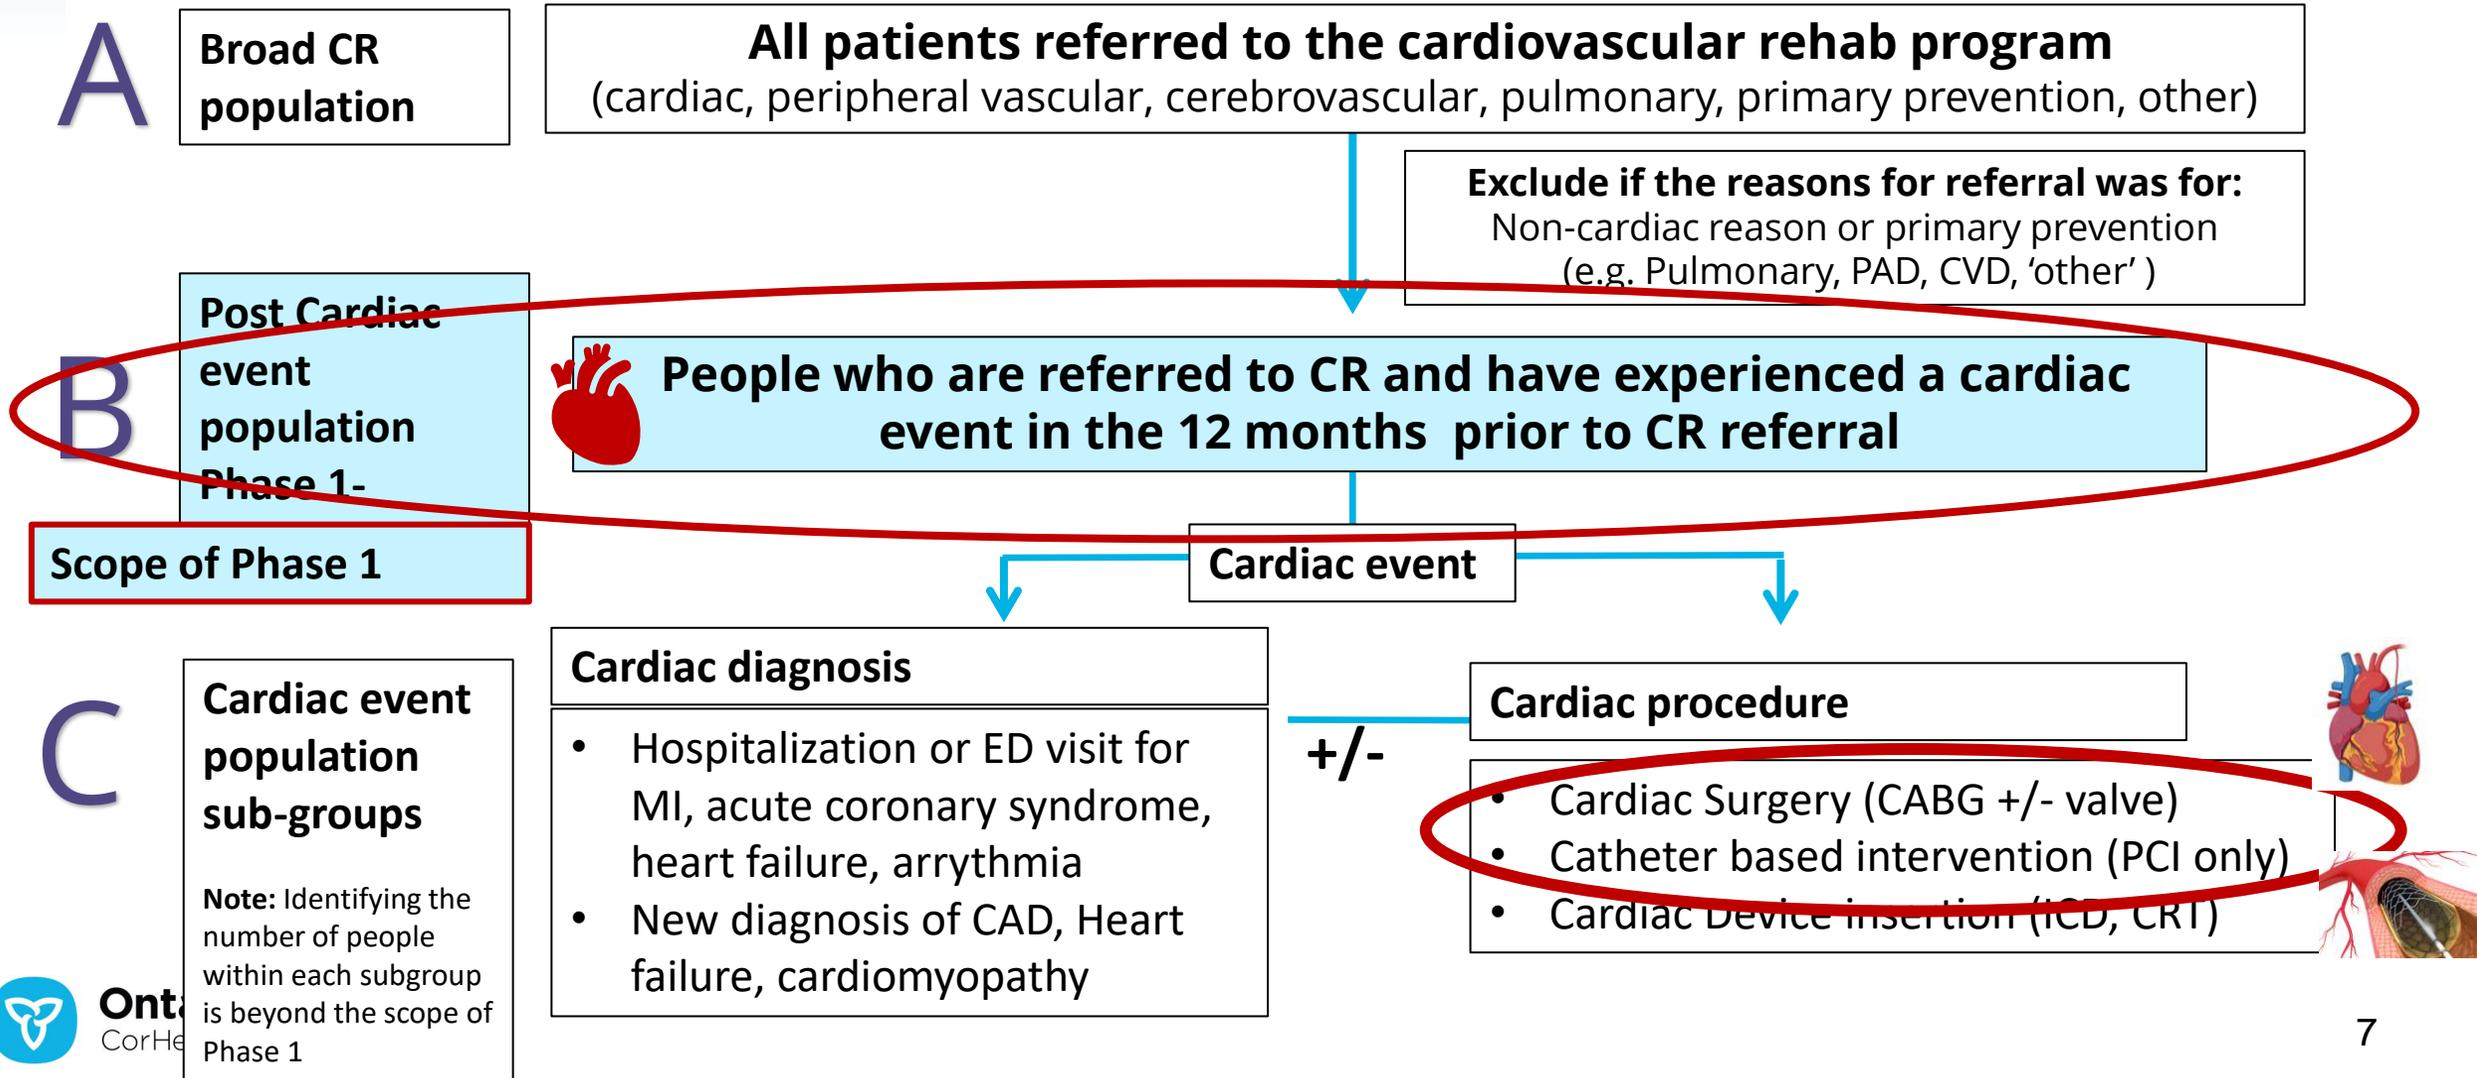 A
Broad CR
population
All patients referred to the cardiovascular rehab program
(cardiac, peripheral vascular, cerebrovascular, pulmonary, primary prevention, other)
Exclude if the reasons for referral was for:
Non-cardiac reason or primary prevention
(e.g. Pulmonary, PAD, CVD, ‘other’ )
B
Post Cardiac
event
population
Phase 1-
People who are referred to CR and have experienced a cardiac
event in the 12 months prior to CR referral
Scope of Phase 1
Cardiac event
C
Cardiac event
population
sub-groups
Note: Identifying the
number of people
within each subgroup
is beyond the scope of
Phase 1
Cardiac diagnosis
• Hospitalization or ED visit for
MI, acute coronary syndrome,
heart failure, arrythmia
• New diagnosis of CAD, Heart
failure, cardiomyopathy
+/-
Cardiac procedure
• Cardiac Surgery (CABG +/- valve)
• Catheter based intervention (PCI only)
• Cardiac Device insertion (ICD, CRT)
7